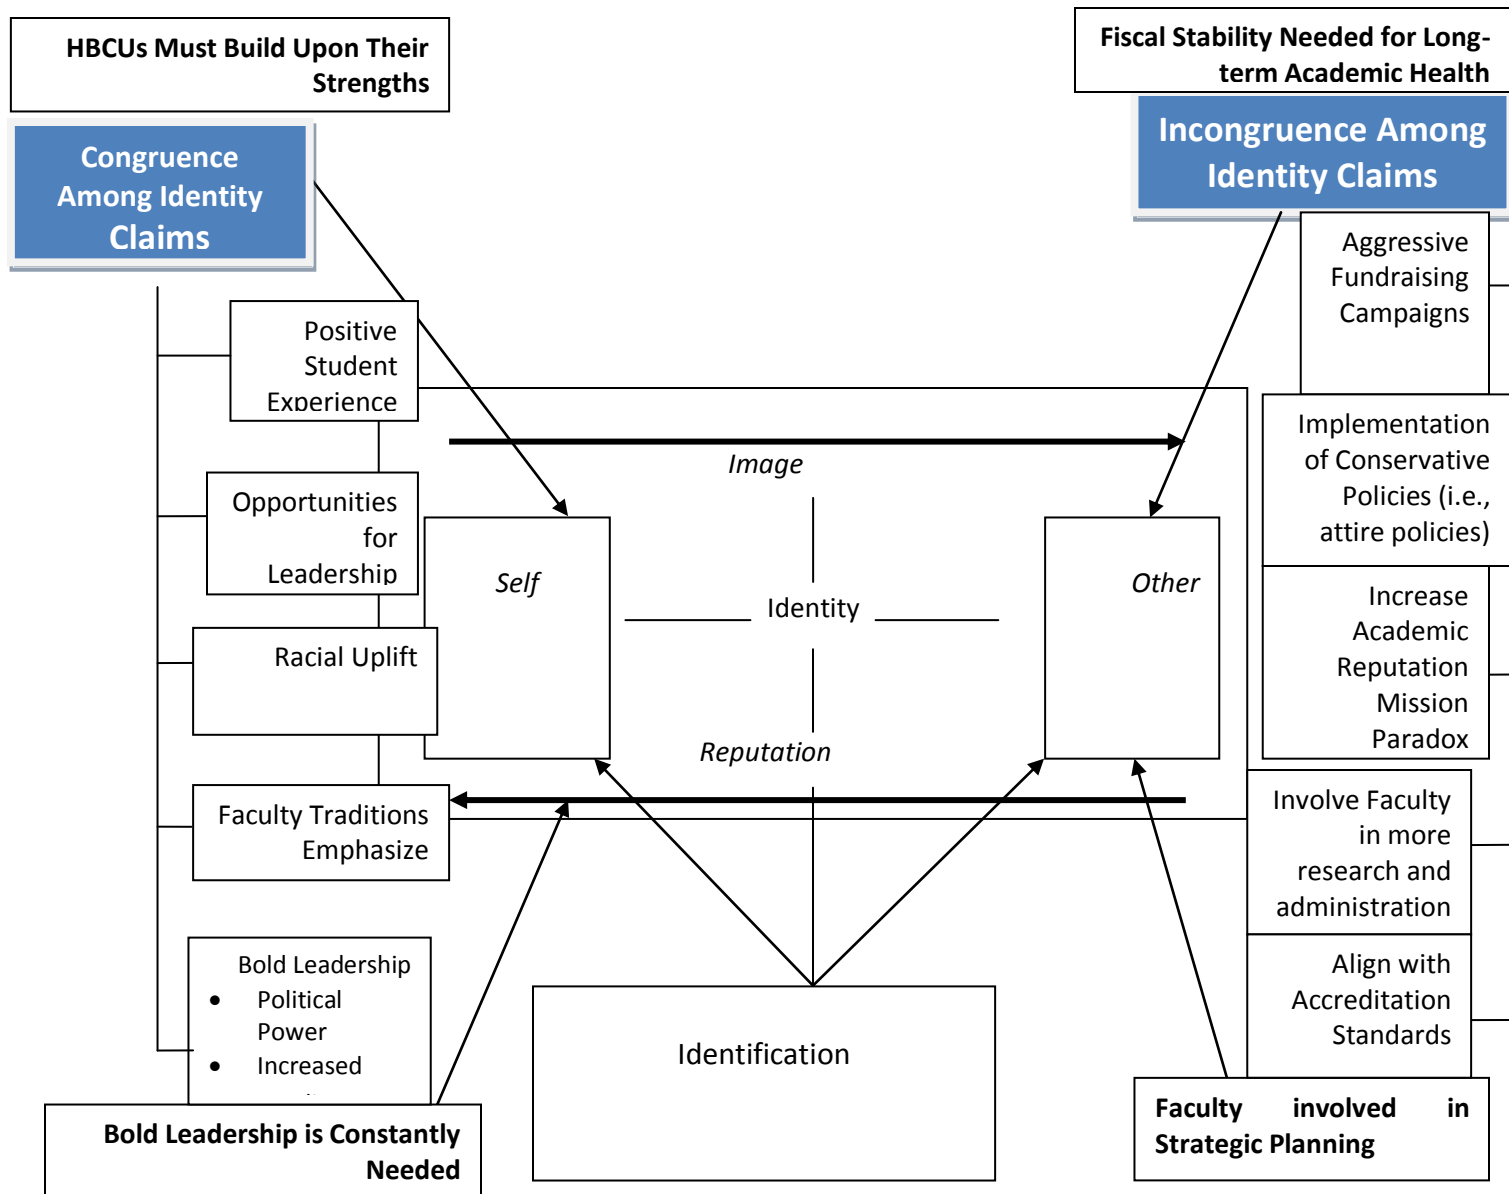 HBCUs Must Build Upon Their
Strengths
Fiscal Stability Needed for Long-
term Academic Health
Congruence
Among Identity
Claims
Incongruence Among
Identity Claims
Positive
Student
Experience
Opportunities
for
Leadership
Racial Uplift
Faculty Traditions
Emphasize
Bold Leadership
• Political
Power
• Increased
Bold Leadership is Constantly
Needed
Image
Self
Identity
Other
Reputation
Identification
Aggressive
Fundraising
Campaigns
Implementation
of Conservative
Policies (i.e.,
attire policies)
Increase
Academic
Reputation
Mission
Paradox
Involve Faculty
in more
research and
administration
Align with
Accreditation
Standards
Faculty involved in
Strategic Planning